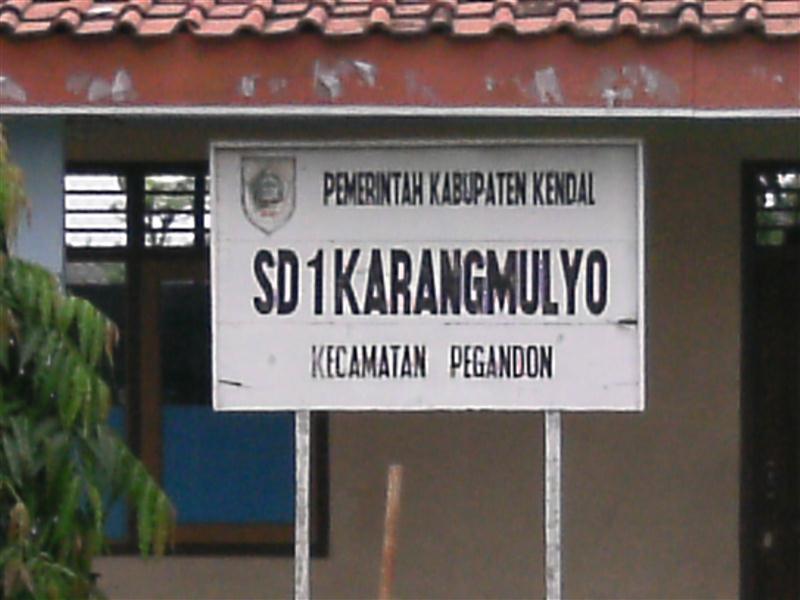 PEMERINTAH KABUPATEN KENDAL
SD 1 KARANGMULYO
KECAMATAN PEGANDON